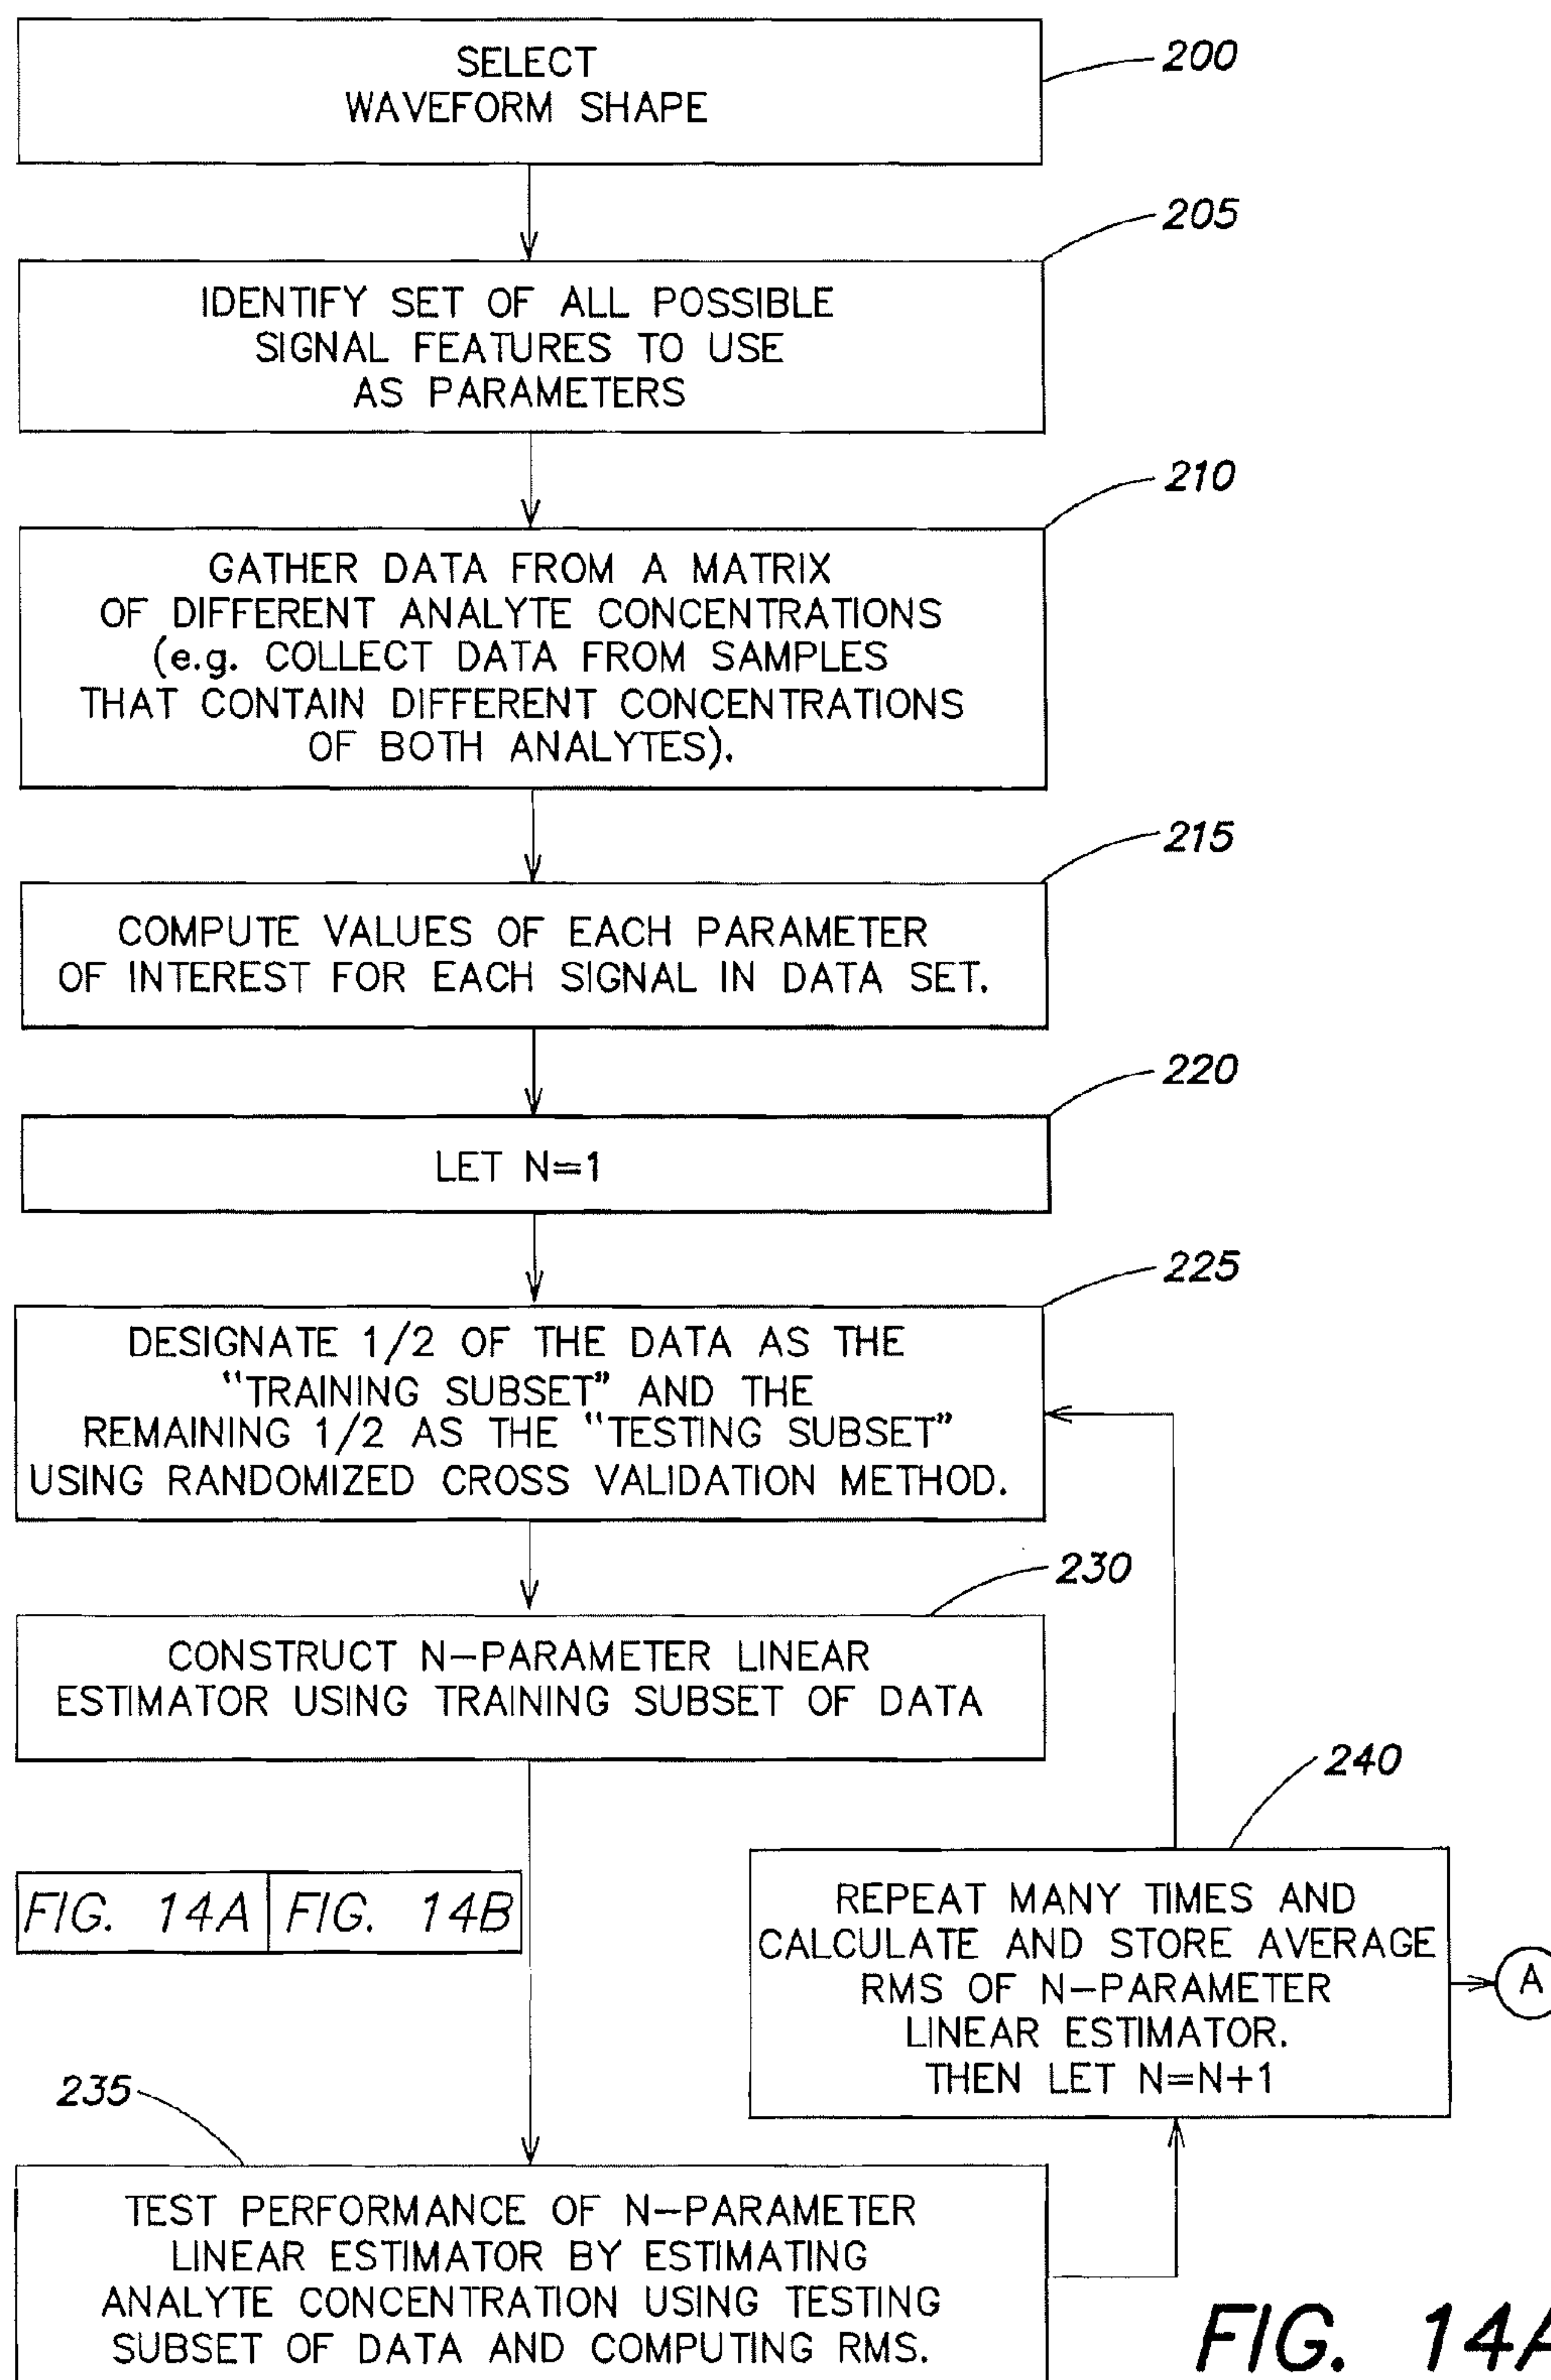 SELECT
WAVEFORM SHAPE
200
IDENTIFY SET OF ALL POSSIBLE
SIGNAL FEATURES TO USE
AS PARAMETERS
205
GATHER DATA FROM A MATRIX
OF DIFFERENT ANALYTE CONCENTRATIONS
(e.g. COLLECT DATA FROM SAMPLES
THAT CONTAIN DIFFERENT CONCENTRATIONS
OF BOTH ANALYTES).
210
COMPUTE VALUES OF EACH PARAMETER
OF INTEREST FOR EACH SIGNAL IN DATA SET.
215
LET N=1
220
DESIGNATE 1/2 OF THE DATA AS THE
"TRAINING SUBSET" AND THE
REMAINING 1/2 AS THE "TESTING SUBSET"
USING RANDOMIZED CROSS VALIDATION METHOD.
225
CONSTRUCT N-PARAMETER LINEAR
ESTIMATOR USING TRAINING SUBSET OF DATA
230
FIG. 14A FIG. 14B
REPEAT MANY TIMES AND
CALCULATE AND STORE AVERAGE
RMS OF N-PARAMETER
LINEAR ESTIMATOR.
THEN LET N=N+1
240
A
235
TEST PERFORMANCE OF N-PARAMETER
LINEAR ESTIMATOR BY ESTIMATING
ANALYTE CONCENTRATION USING TESTING
SUBSET OF DATA AND COMPUTING RMS.
FIG. 14A